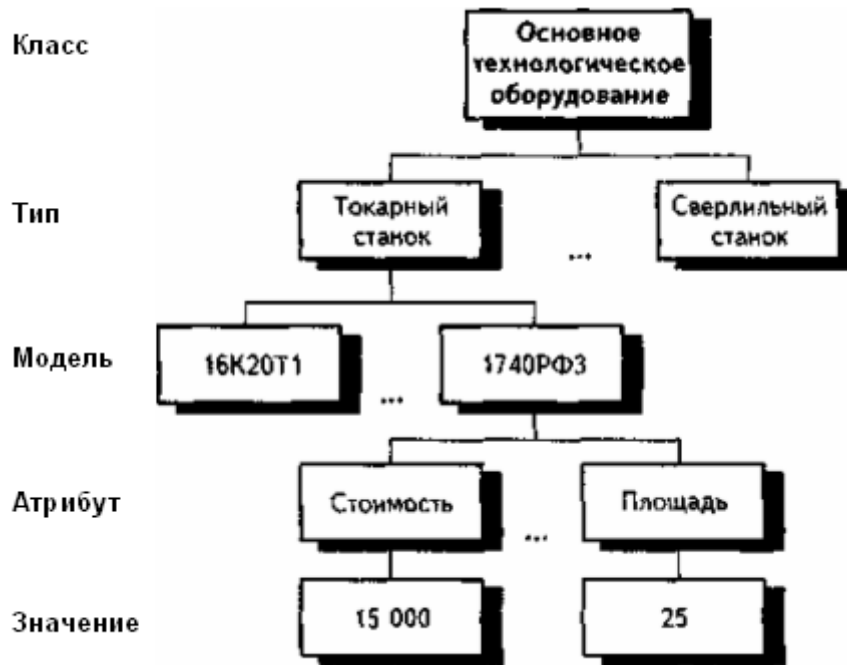 Класс
Основное
технологическое
оборудование
Тип
Токарный
станок
...
Сверлильный
станок
Модель
16К20Т1
...
1740РФ3
Атрибут
Стоимость
...
Площадь
Значение
15 000
25